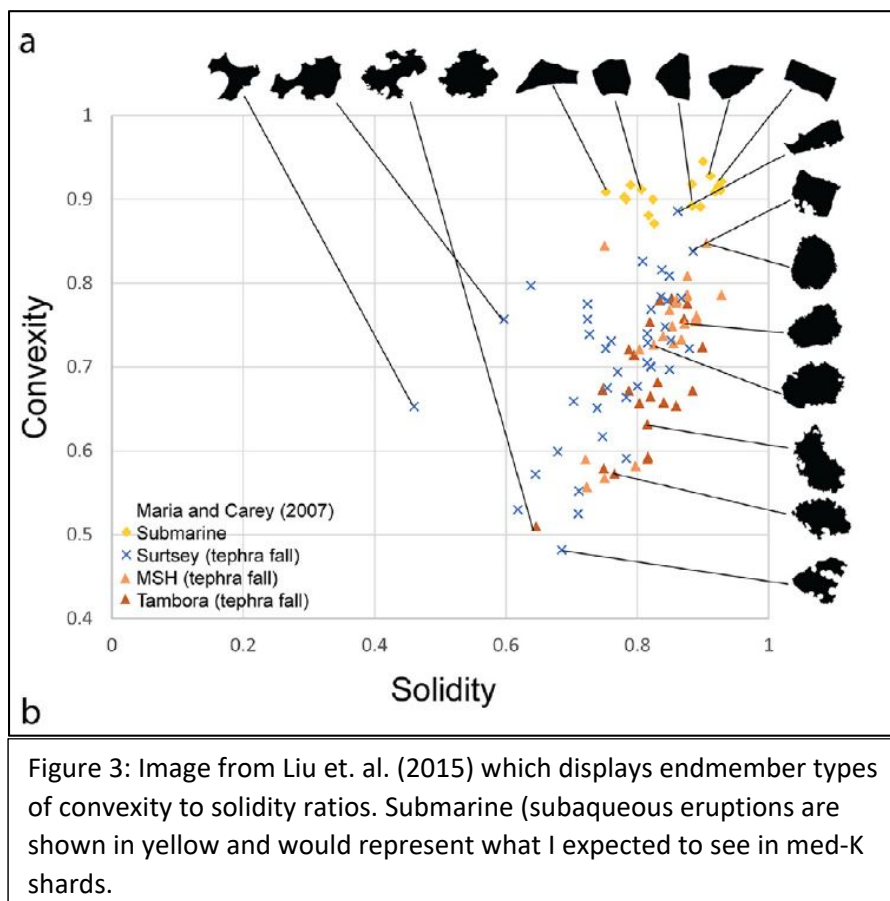 a
1
0.9
0.8
0.7
0.6
0.5
0.4
Convexity
Maria and Carey (2007)
Submarine
Surtsey (tephra fall)
MSH (tephra fall)
Tambora (tephra fall)
0 0.2 0.4 0.6 0.8 1
Solidity
b
Figure 3: Image from Liu et. al. (2015) which displays endmember types
of convexity to solidity ratios. Submarine (subaqueous eruptions are
shown in yellow and would represent what I expected to see in med-K
shards.